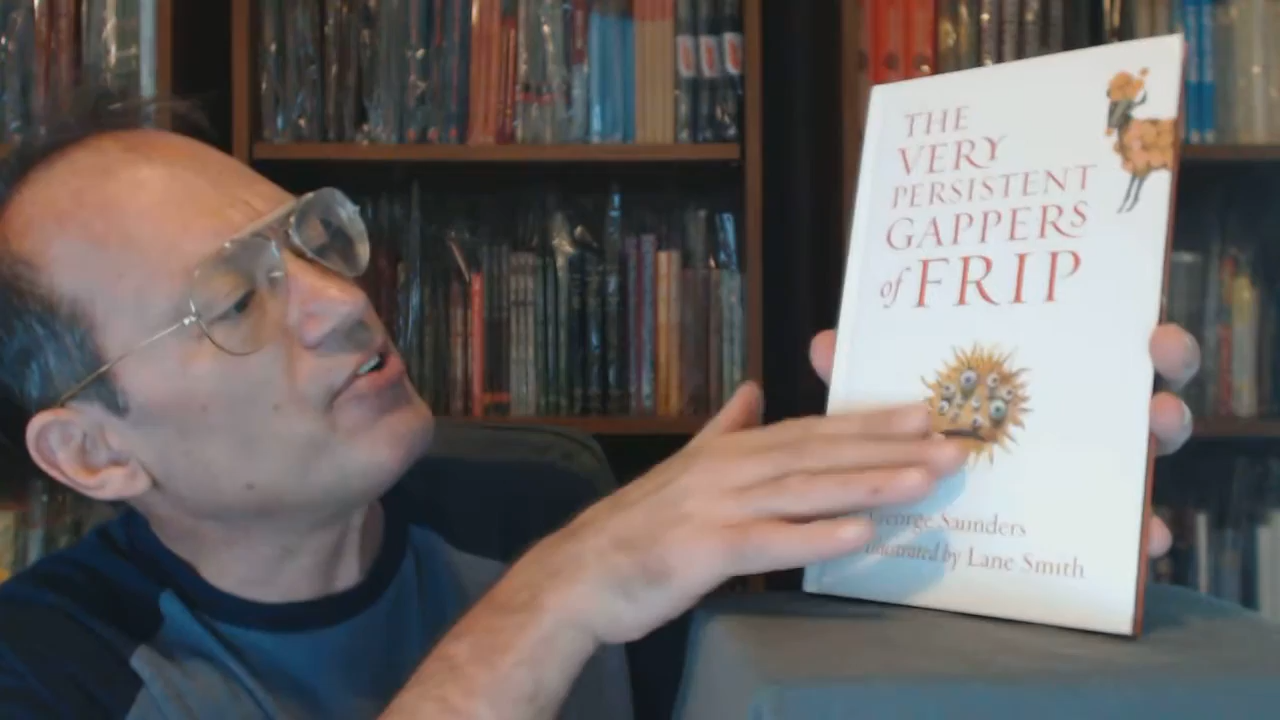 THE
VERY
PERSISTENT
GAPPERS
of FRIP
George Saunders
illustrated by Lane Smith